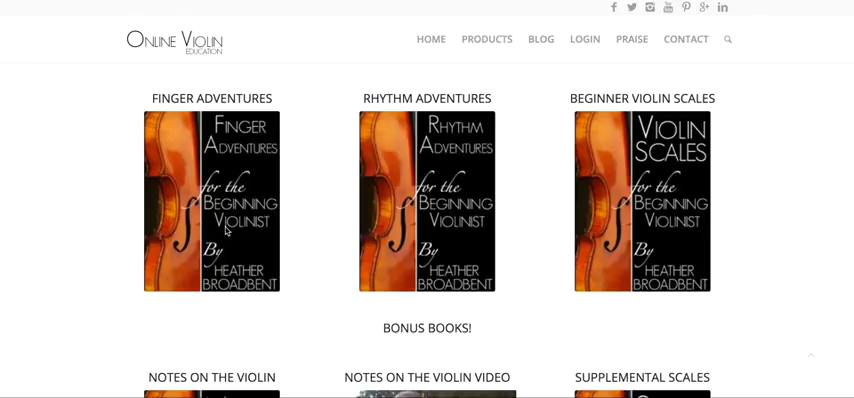 ONLINE VIOLIN
EDUCATION
HOME PRODUCTS BLOG LOGIN PRAISE CONTACT
FINGER ADVENTURES RHYTHM ADVENTURES BEGINNER VIOLIN SCALES
FINGER
ADVENTURES
for the
BEGINNING
VIOLINIST
By
HEATHER
BROADBENT
RHYTHM
ADVENTURES
for the
BEGINNING
VIOLINIST
By
HEATHER
BROADBENT
VIOLIN
SCALES
for the
BEGINNING
VIOLINIST
By
HEATHER
BROADBENT
BONUS BOOKS!
NOTES ON THE VIOLIN NOTES ON THE VIOLIN VIDEO SUPPLEMENTAL SCALES